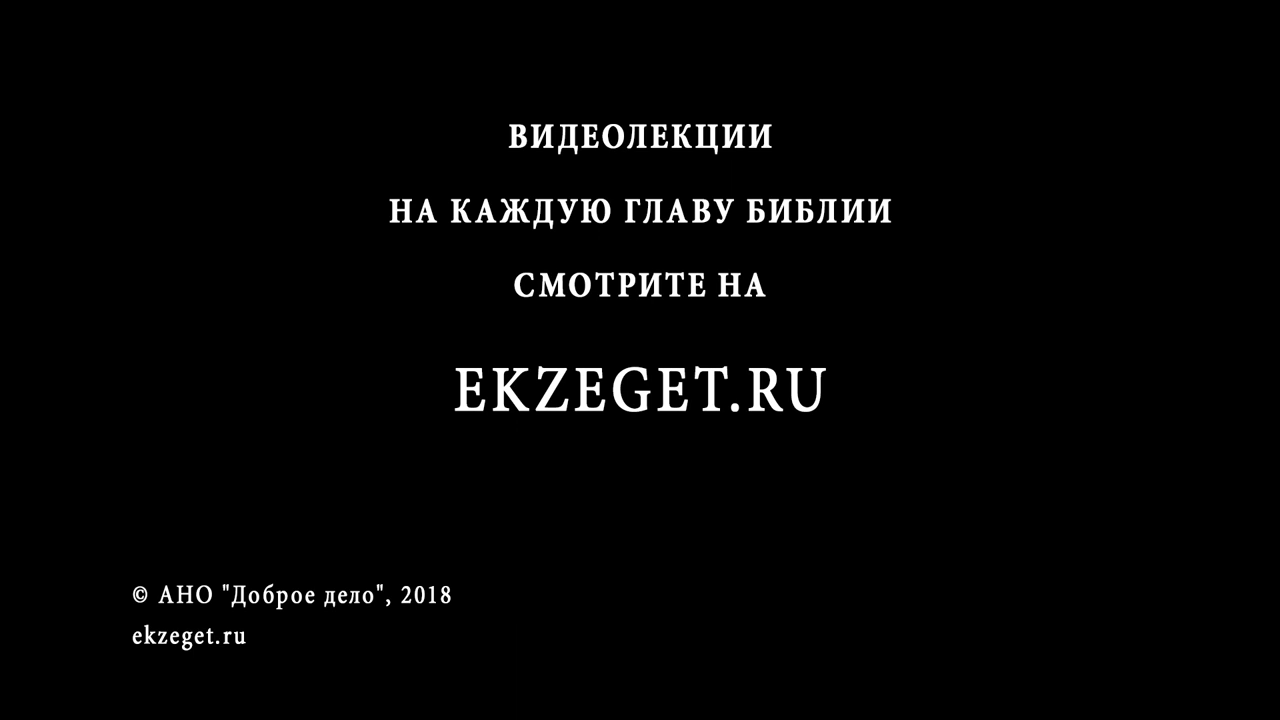 ВИДЕОЛЕКЦИИ
НА КАЖДУЮ ГЛАВУ БИБЛИИ
СМОТРИТЕ НА
EKZEGET.RU
© АНО "Доброе дело", 2018
ekzeget.ru